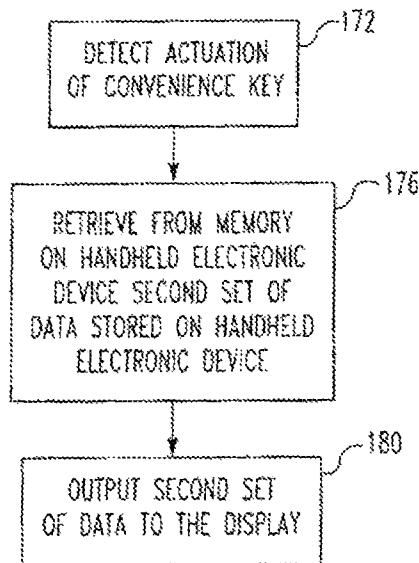 172
DETECT ACTUATION
OF CONVENIENCE KEY
176
RETRIEVE FROM MEMORY
ON HANDHELD ELECTRONIC
DEVICE SECOND SET OF
DATA STORED ON HANDHELD
ELECTRONIC DEVICE
180
OUTPUT SECOND SET
OF DATA TO THE DISPLAY